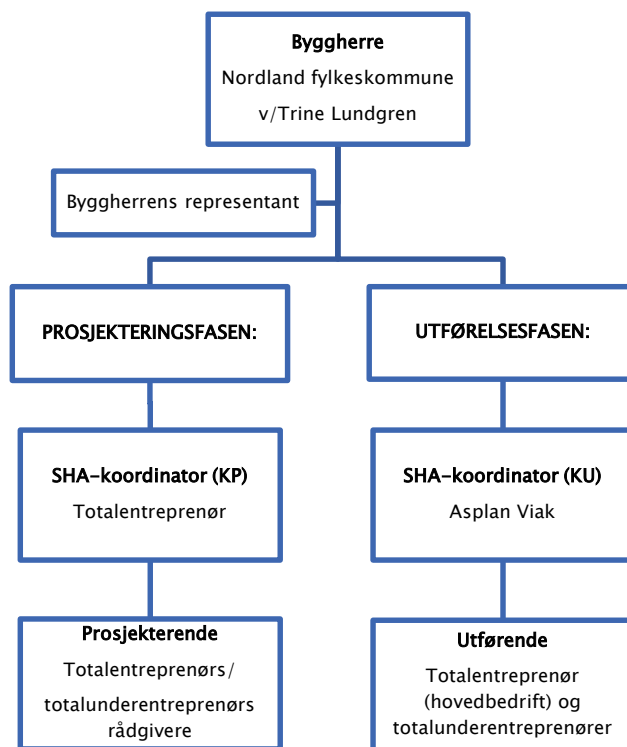 Byggherre
Nordland fylkeskommune
v/Trine Lundgren
Byggherrens representant
PROSJEKTERINGSFASEN:
UTFØRELSESFASEN:
SHA-koordinator (KP)
Totalentreprenør
SHA-koordinator (KU)
Asplan Viak
Prosjekterende
Totalentreprenørs/
totalunderentreprenørs
rådgivere
Utførende
Totalentreprenør
(hovedbedrift) og
totalunderentreprenører